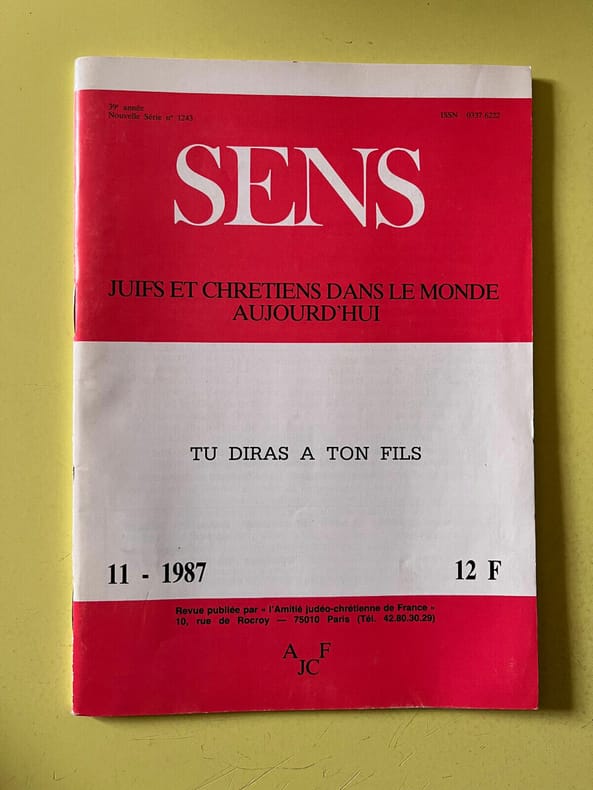 39e année
Nouvelle Série n° 1243
ISSN 0337-6222
SENS
JUIFS ET CHRETIENS DANS LE MONDE
AUJOURD'HUI
TU DIRAS A TON FILS
11 - 1987
12 F
Revue publiée par « l'Amitié judéo-chrétienne de France »
10, rue de Rocroy — 75010 Paris (Tél. 42.80.30.29)
AJCF